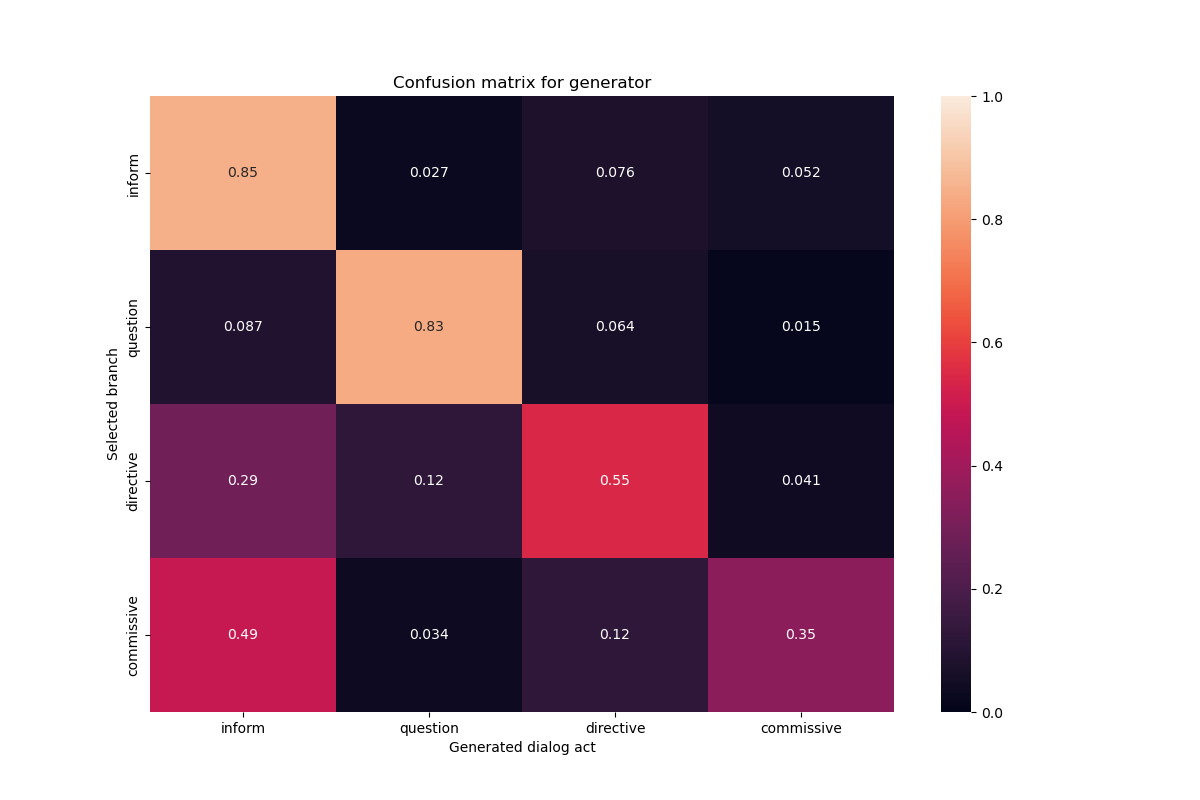 Confusion matrix for generator
inform 0.85 0.027 0.076 0.052
question 0.087 0.83 0.064 0.015
directive 0.29 0.12 0.55 0.041
commissive 0.49 0.034 0.12 0.35
Selected branch
inform question directive commissive
Generated dialog act
1.0
0.8
0.6
0.4
0.2
0.0